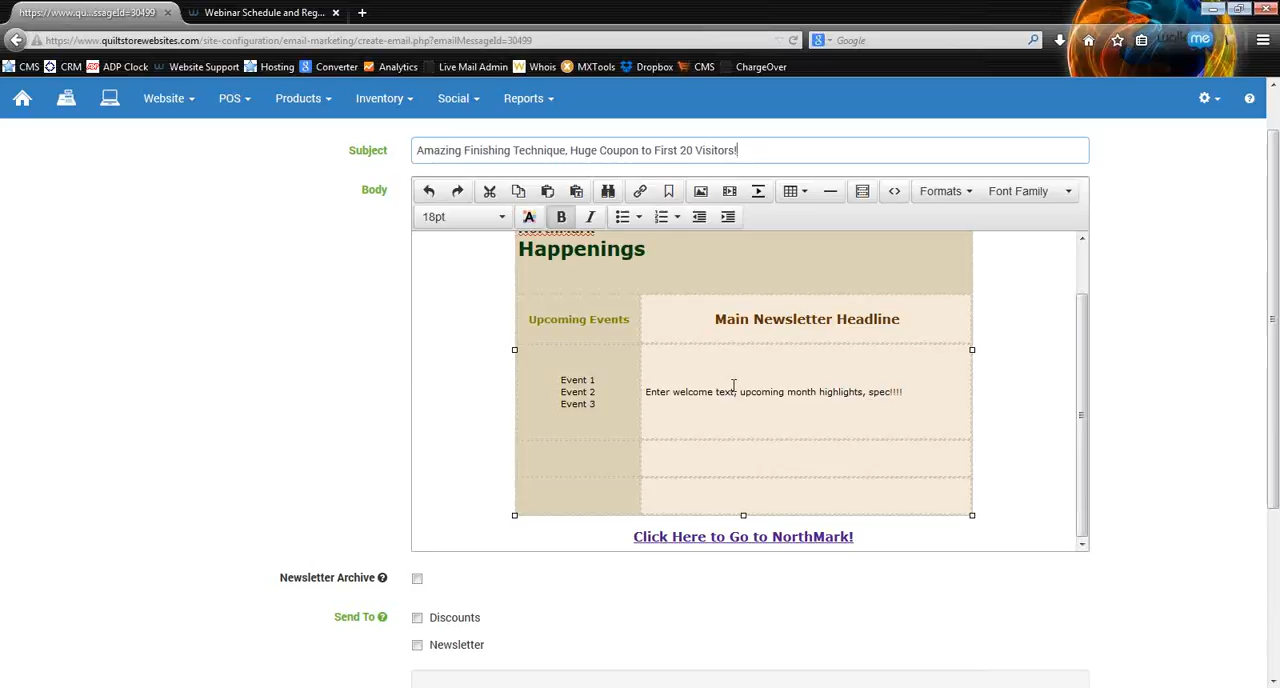 https://www.qu...ssageId=30499
Webinar Schedule and Reg...
https://www.quiltstorewebsites.com/site-configuration/email-marketing/create-email.php?emailMessageId=30499
Google
me
CMS CRM ADP Clock Website Support Hosting Converter Analytics Live Mail Admin Whois MXTools Dropbox CMS ChargeOver
Website POS Products Inventory Social Reports
Subject
Amazing Finishing Technique, Huge Coupon to First 20 Visitors!
Body
Formats Font Family
18pt A B I
NorthMark
Happenings
Upcoming Events
Main Newsletter Headline
Event 1
Event 2
Event 3
Enter welcome text, upcoming month highlights, spec!!!!
Click Here to Go to NorthMark!
Newsletter Archive
Send To
Discounts
Newsletter